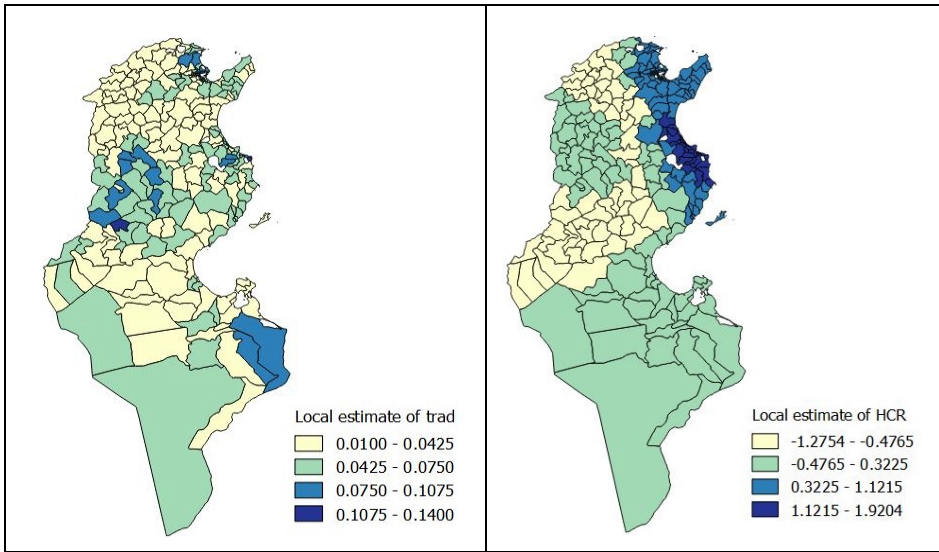 Local estimate of trad
0.0100 - 0.0425
0.0425 - 0.0750
0.0750 - 0.1075
0.1075 - 0.1400
Local estimate of HCR
-1.2754 - -0.4765
-0.4765 - 0.3225
0.3225 - 1.1215
1.1215 - 1.9204